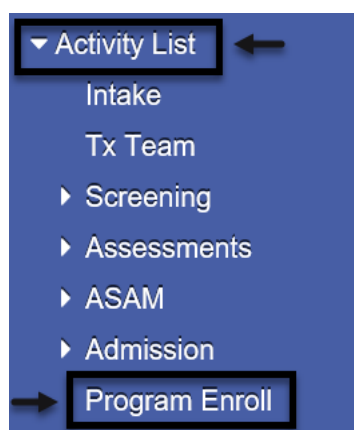 Activity List
Intake
Tx Team
Screening
Assessments
ASAM
Admission
Program Enroll